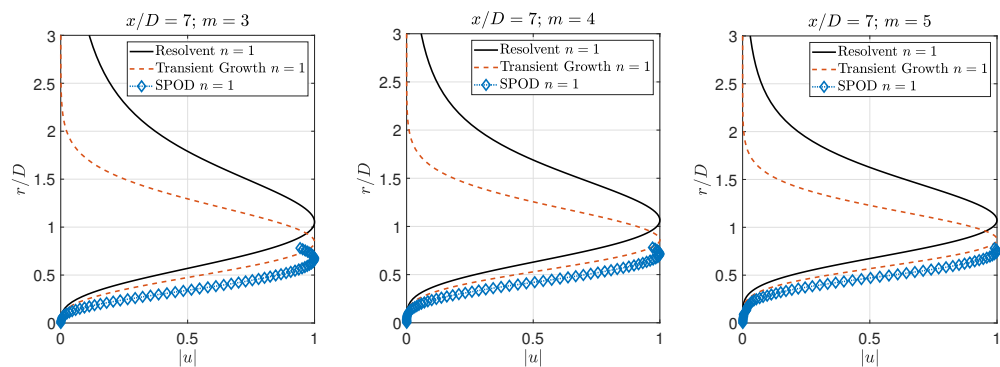 x/D = 7; m = 3
3
2.5
2
1.5
1
0.5
0
r/D
Resolvent n = 1
Transient Growth n = 1
SPOD n = 1
0
0.5
1
|u|
x/D = 7; m = 4
3
2.5
2
1.5
1
0.5
0
r/D
Resolvent n = 1
Transient Growth n = 1
SPOD n = 1
0
0.5
1
|u|
x/D = 7; m = 5
3
2.5
2
1.5
1
0.5
0
r/D
Resolvent n = 1
Transient Growth n = 1
SPOD n = 1
0
0.5
1
|u|